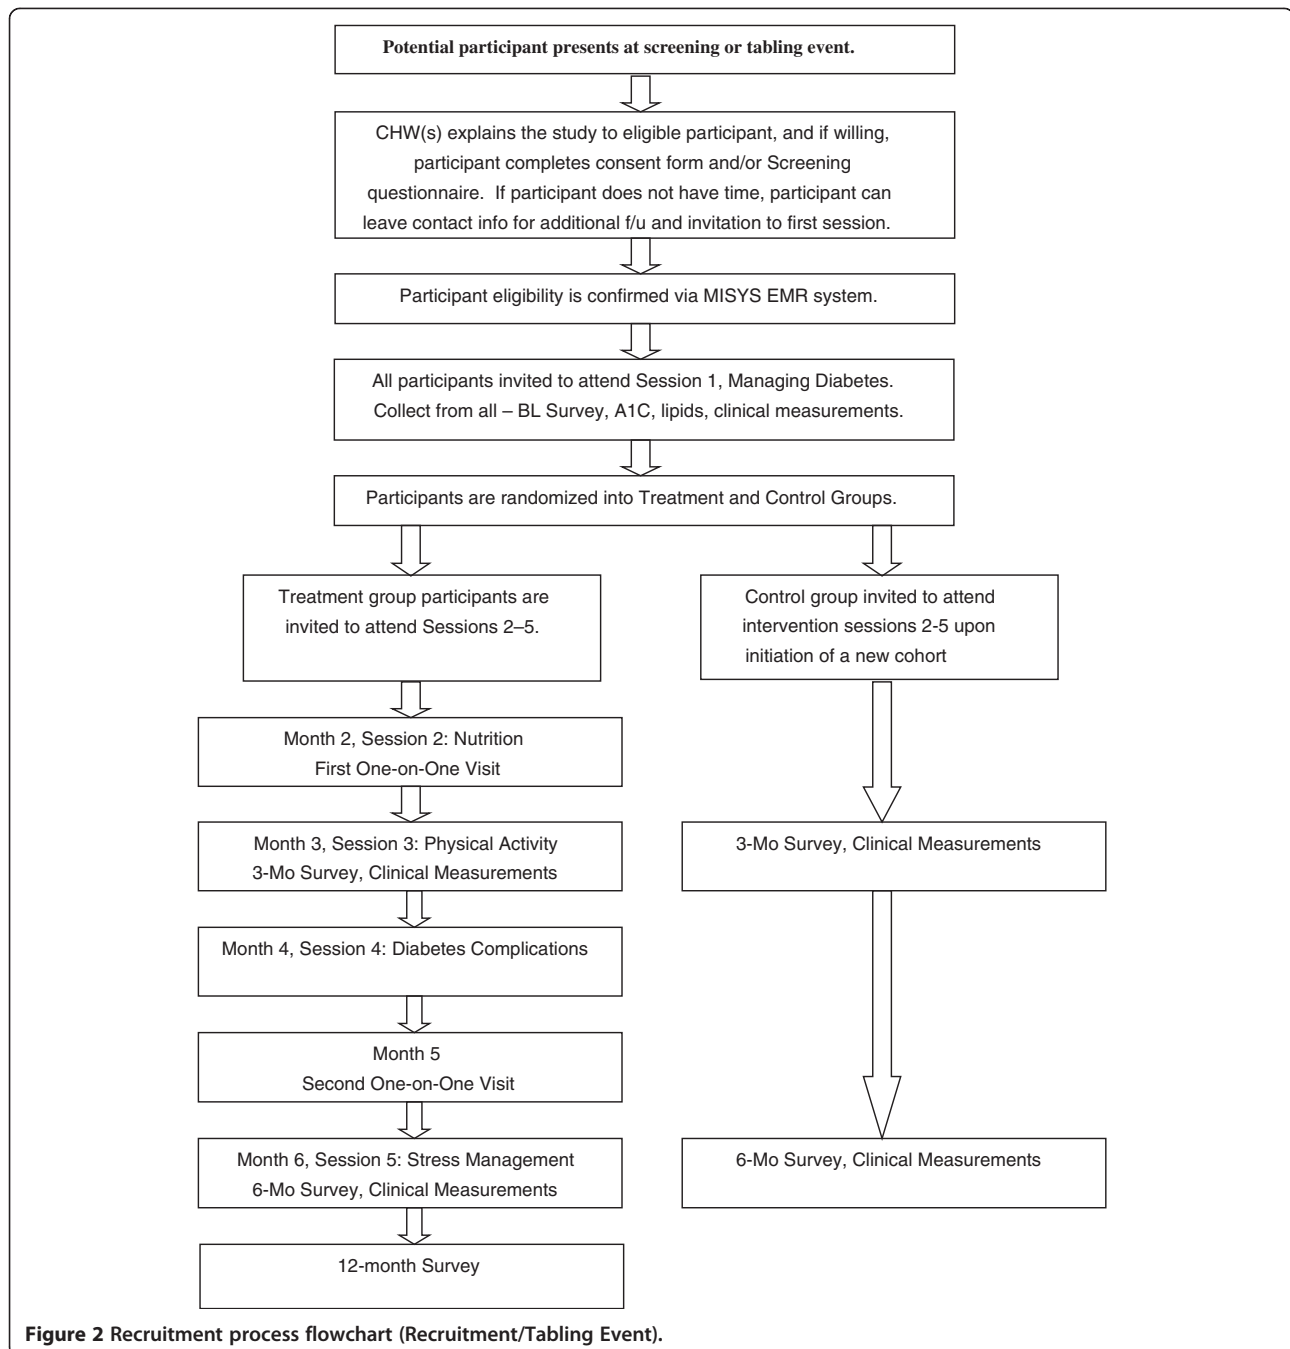 Potential participant presents at screening or tabling event.
CHW(s) explains the study to eligible participant, and if willing,
participant completes consent form and/or Screening
questionnaire. If participant does not have time, participant can
leave contact info for additional f/u and invitation to first session.
Participant eligibility is confirmed via MISYS EMR system.
All participants invited to attend Session 1, Managing Diabetes.
Collect from all – BL Survey, A1C, lipids, clinical measurements.
Participants are randomized into Treatment and Control Groups.
Treatment group participants are
invited to attend Sessions 2–5.
Control group invited to attend
intervention sessions 2-5 upon
initiation of a new cohort
Month 2, Session 2: Nutrition
First One-on-One Visit
Month 3, Session 3: Physical Activity
3-Mo Survey, Clinical Measurements
3-Mo Survey, Clinical Measurements
Month 4, Session 4: Diabetes Complications
Month 5
Second One-on-One Visit
Month 6, Session 5: Stress Management
6-Mo Survey, Clinical Measurements
6-Mo Survey, Clinical Measurements
12-month Survey
Figure 2 Recruitment process flowchart (Recruitment/Tabling Event).